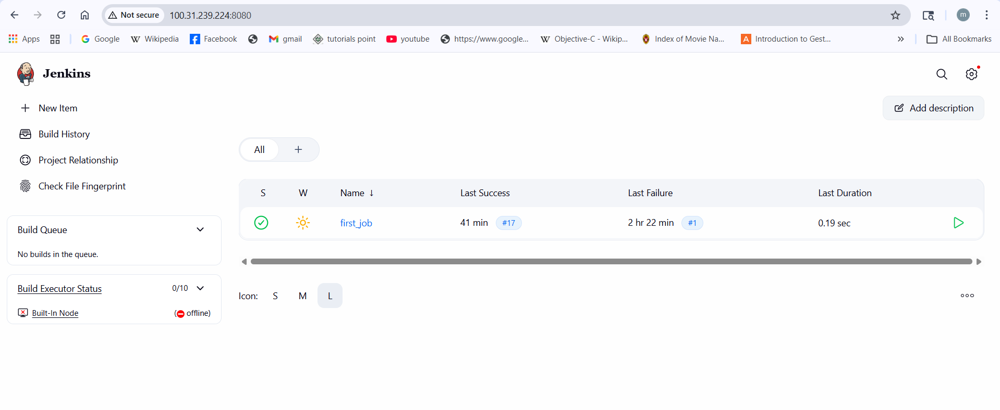 Not secure 100.31.239.224:8080 m
Apps Google Wikipedia Facebook gmail tutorials point youtube https://www.google... Objective-C - Wikip... Index of Movie Na... A Introduction to Gest... » All Bookmarks
Jenkins
New Item Add description
Build History
All +
Project Relationship
Check File Fingerprint
S W Name ↓ Last Success Last Failure Last Duration
first_job 41 min #17 2 hr 22 min #1 0.19 sec
Build Queue
No builds in the queue.
Build Executor Status 0/10
Icon: S M L
Built-In Node (offline)